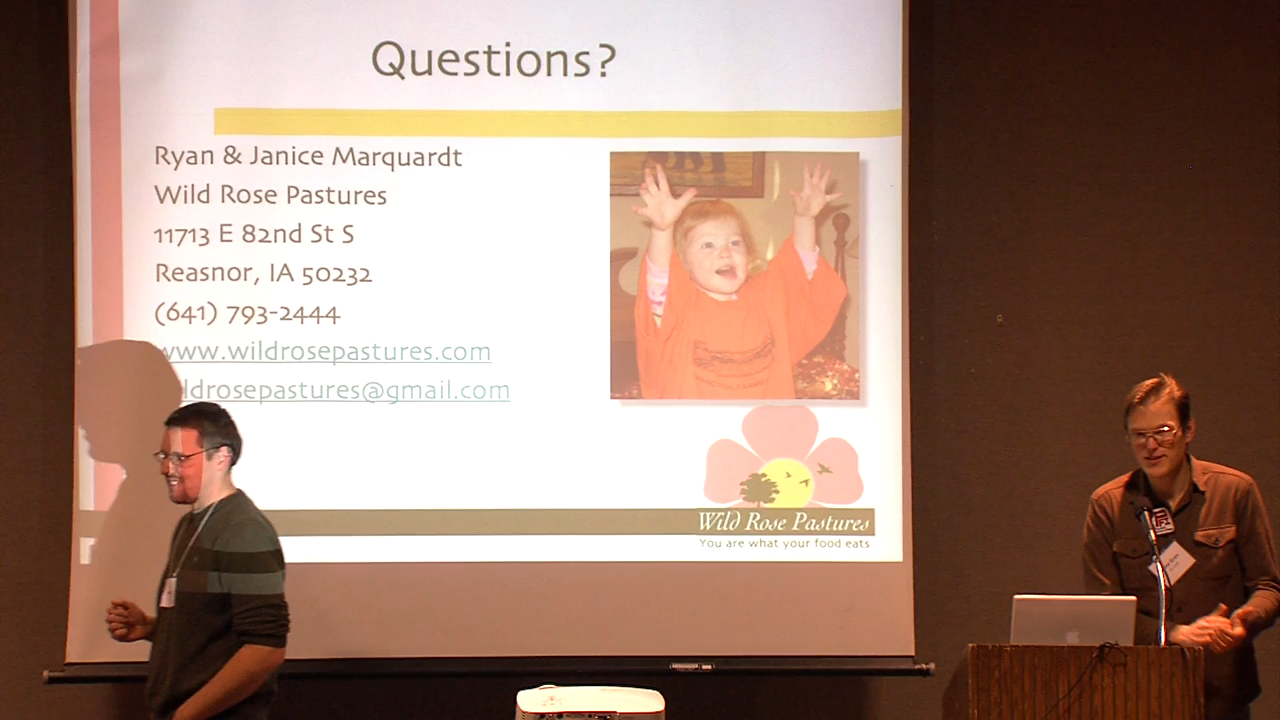 Questions?
Ryan & Janice Marquardt
Wild Rose Pastures
11713 E 82nd St S
Reasnor, IA 50232
(641) 793-2444
www.wildrosepastures.com
ldrosepastures@gmail.com
Wild Rose Pastures
You are what your food eats